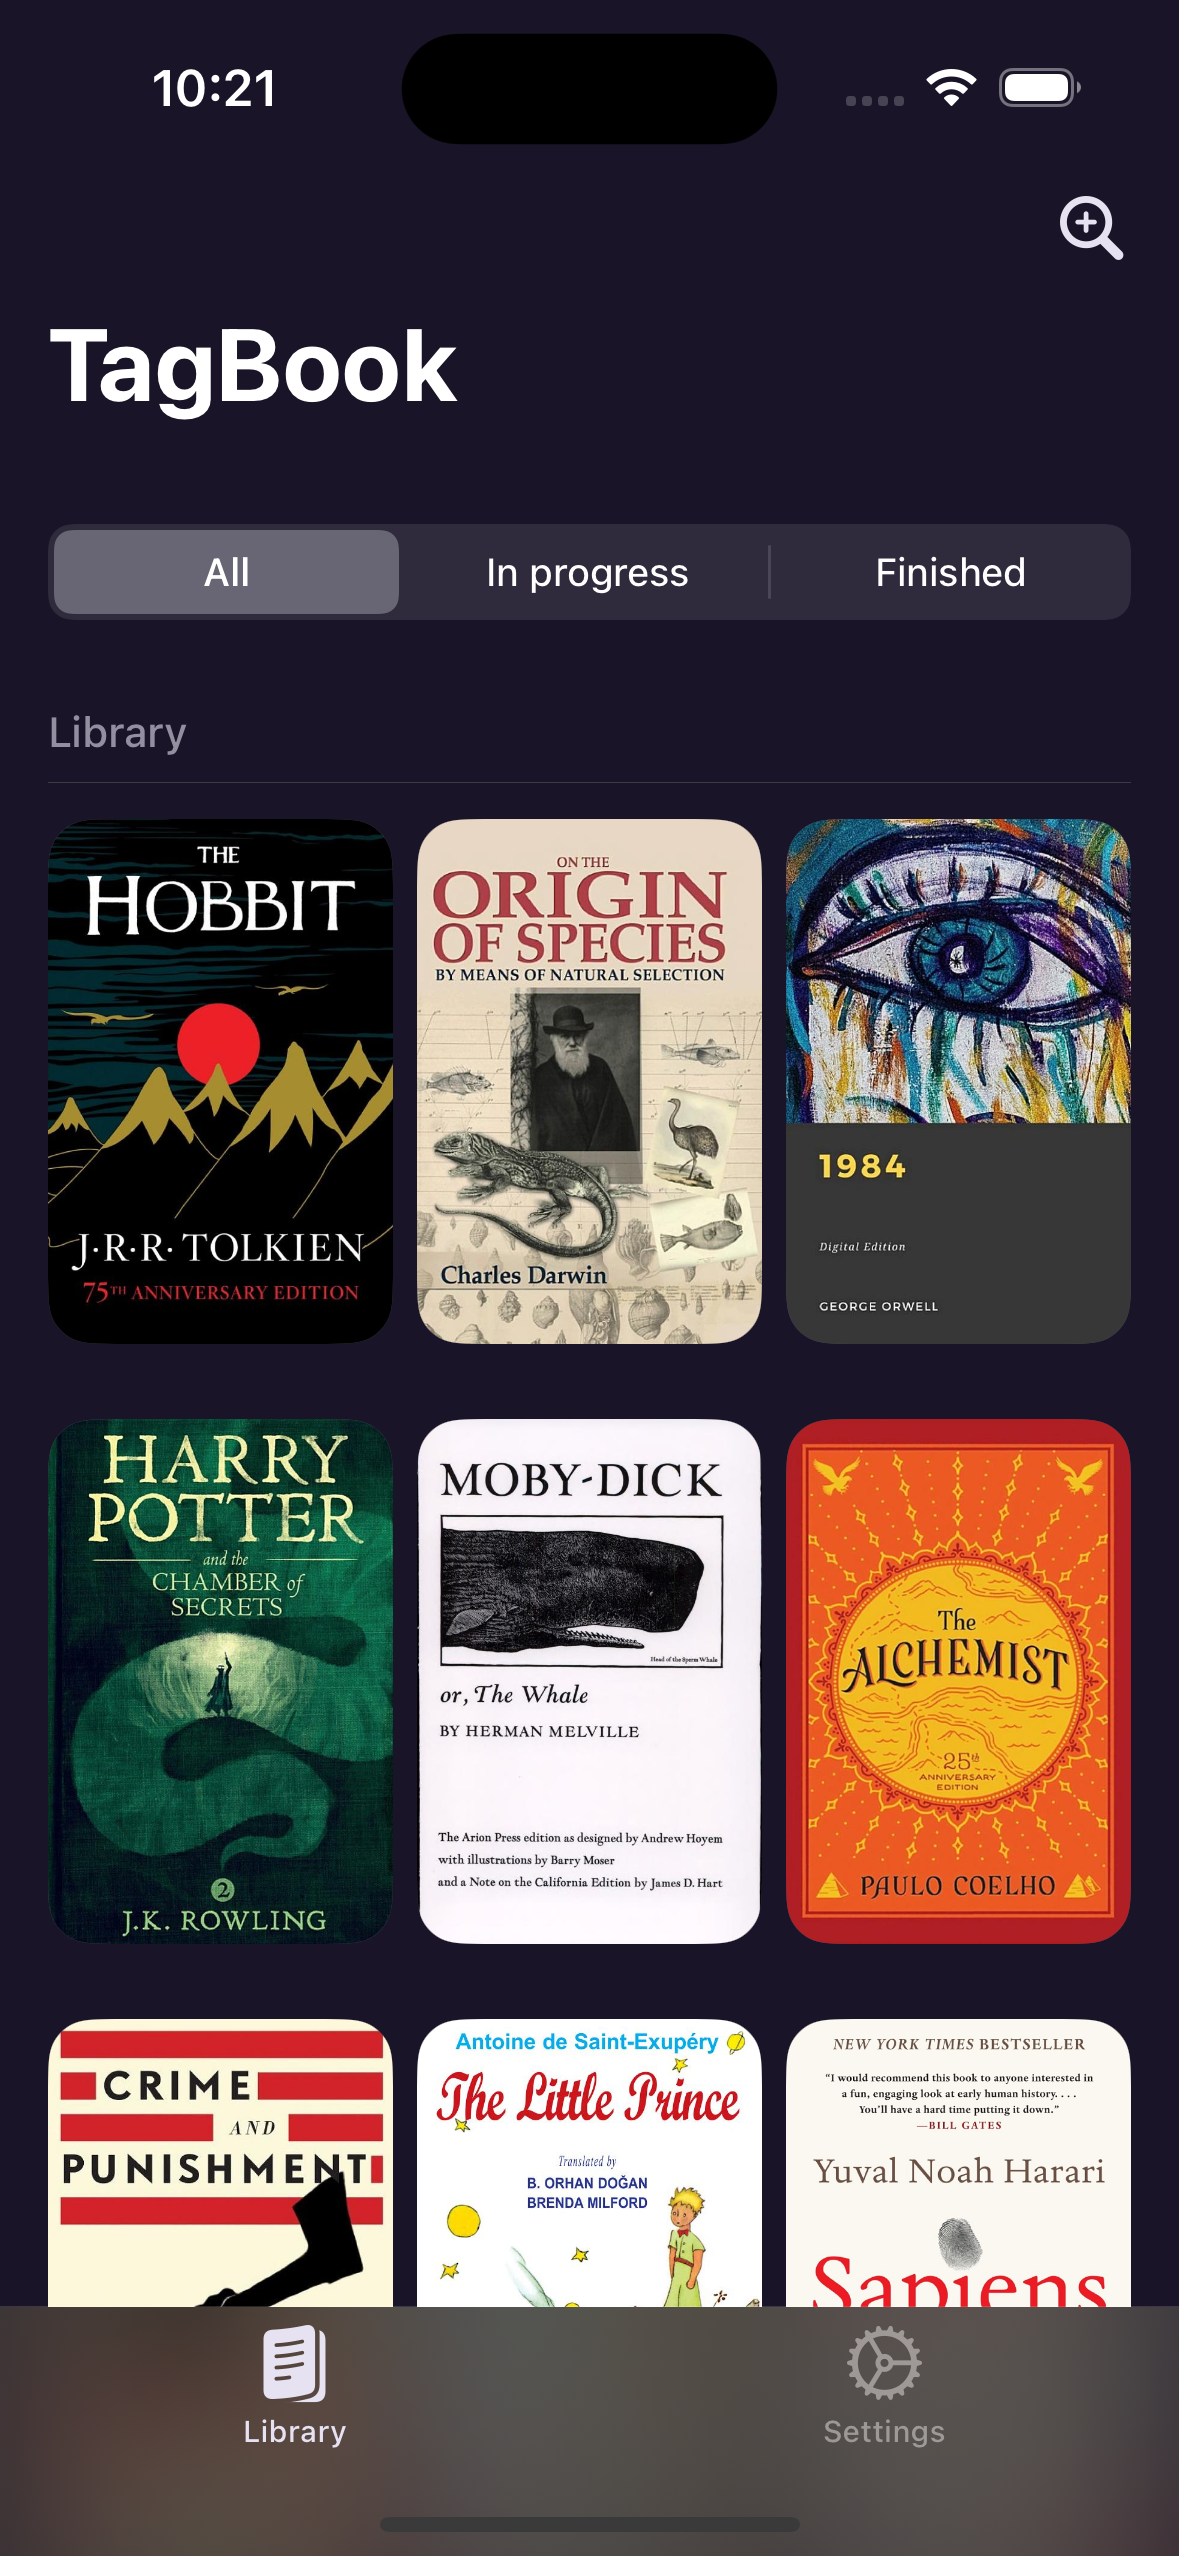 10:21
TagBook
All
In progress
Finished
Library
THE
HOBBIT
J·R·R· TOLKIEN
75TH ANNIVERSARY EDITION
ON THE
ORIGIN
OF SPECIES
BY MEANS OF NATURAL SELECTION
Charles Darwin
1984
Digital Edition
GEORGE ORWELL
HARRY
POTTER
and the
CHAMBER of
SECRETS
2
J.K. ROWLING
MOBY-DICK
Head of the Sperm Whale
or, The Whale
BY HERMAN MELVILLE
The Arion Press edition as designed by Andrew Hoyem
with illustrations by Barry Moser
and a Note on the California Edition by James D. Hart
The
ALCHEMIST
25th
ANNIVERSARY
EDITION
PAULO COELHO
CRIME
AND
PUNISHMENT
Antoine de Saint-Exupéry
The Little Prince
Translated by
B. ORHAN DOĞAN
BRENDA MILFORD
NEW YORK TIMES BESTSELLER
“I would recommend this book to anyone interested in
a fun, engaging look at early human history. . . .
You’ll have a hard time putting it down.”
—BILL GATES
Yuval Noah Harari
Sapiens
Library
Settings